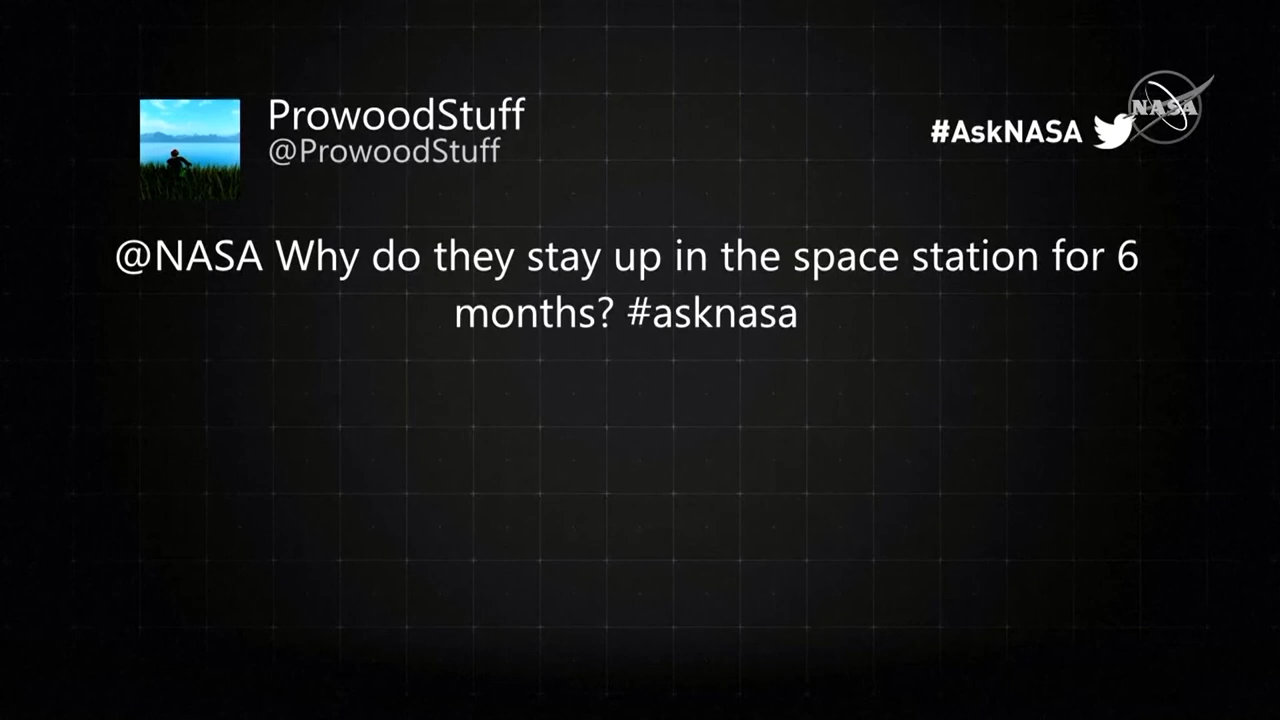 ProwoodStuff
@ProwoodStuff
#AskNASA
NASA
@NASA Why do they stay up in the space station for 6
months? #asknasa